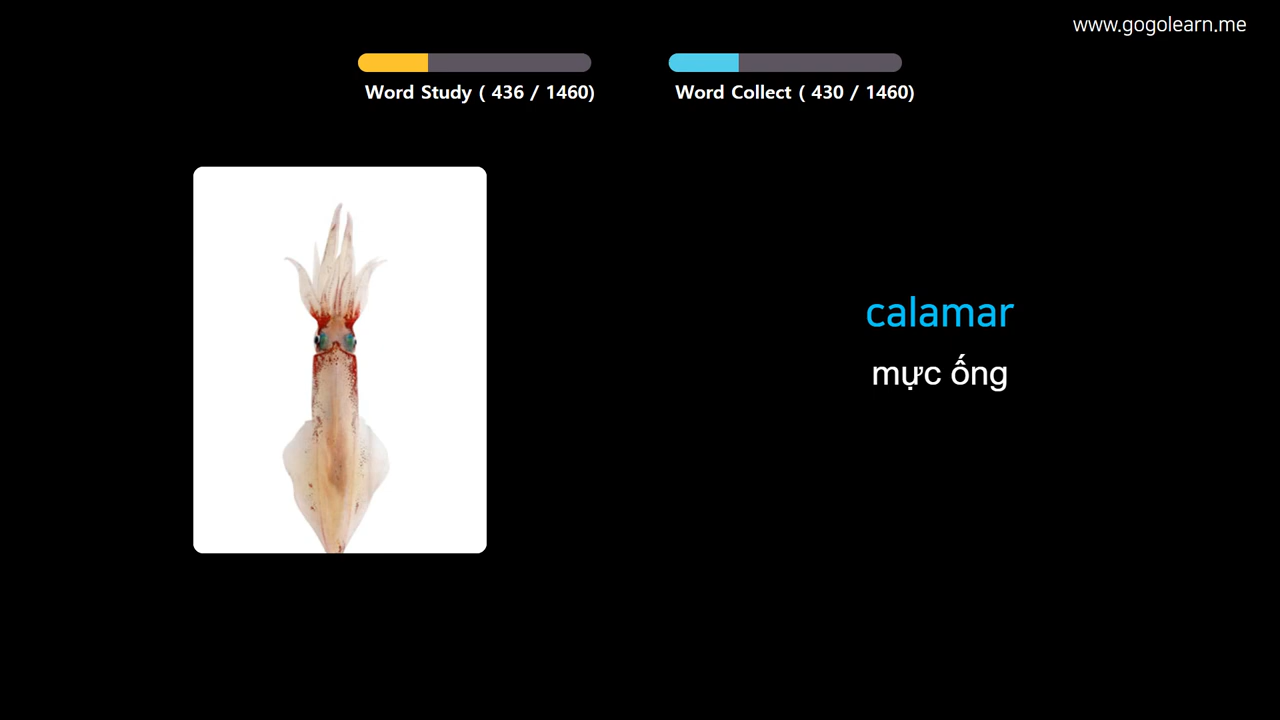 www.gogolearn.me
Word Study ( 436 / 1460)
Word Collect ( 430 / 1460)
calamar
mực ống